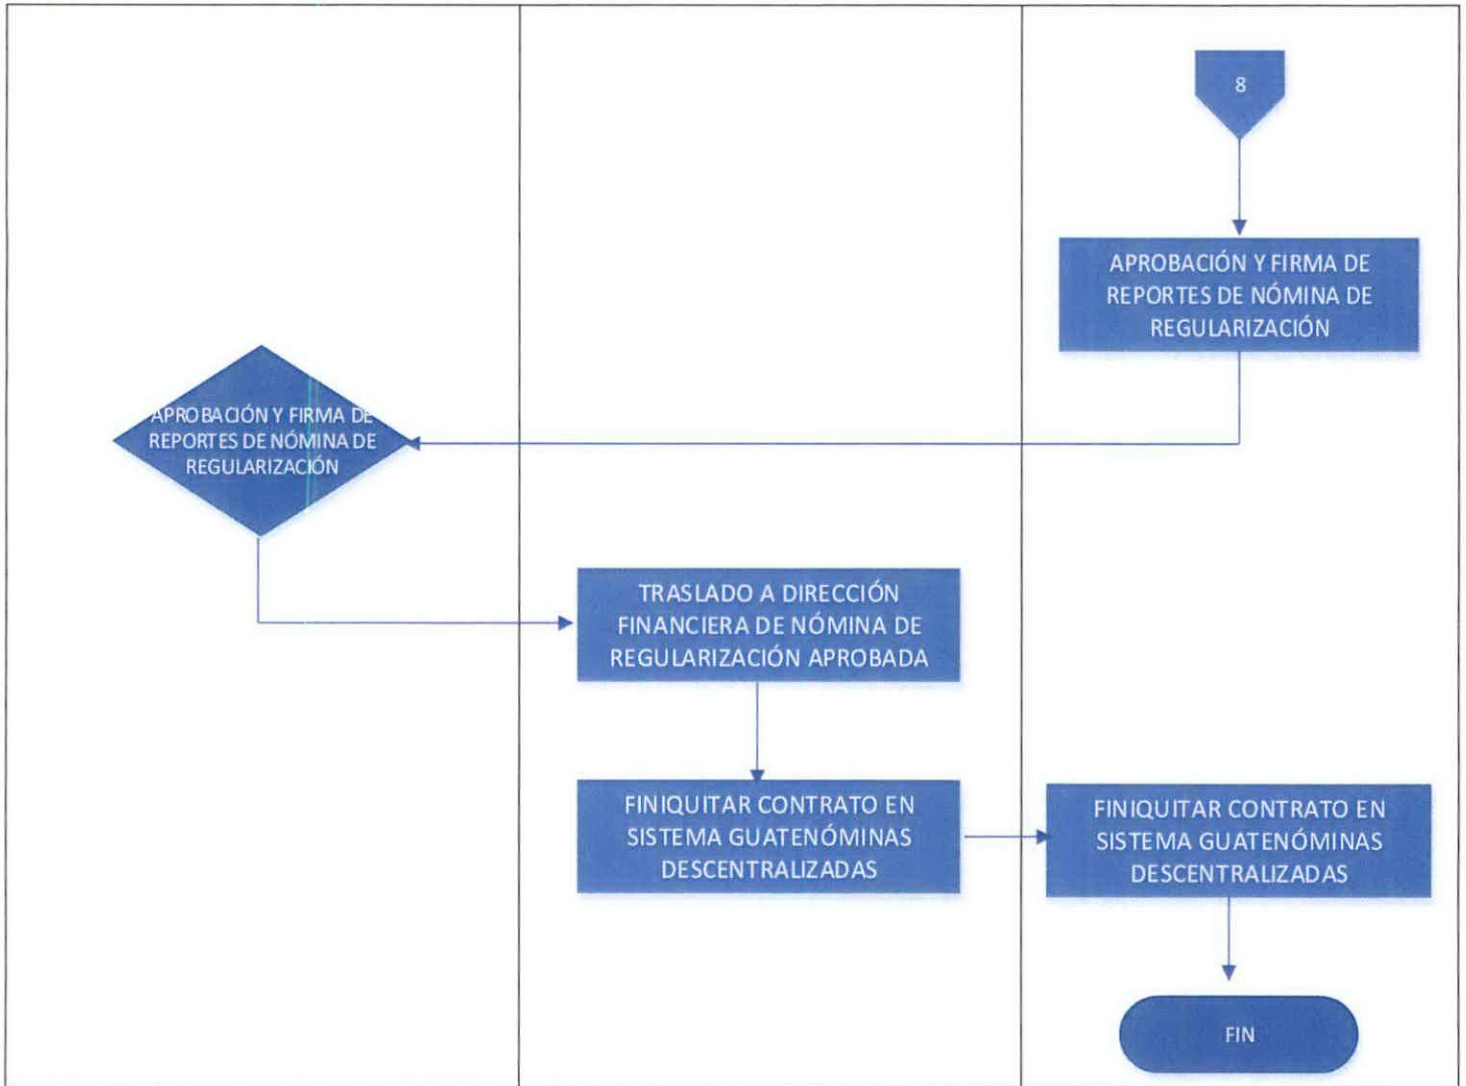 8
APROBACIÓN Y FIRMA DE
REPORTES DE NÓMINA DE
REGULARIZACIÓN
APROBACIÓN Y FIRMA DE
REPORTES DE NÓMINA DE
REGULARIZACIÓN
TRASLADO A DIRECCIÓN
FINANCIERA DE NÓMINA DE
REGULARIZACIÓN APROBADA
FINIQUITAR CONTRATO EN
SISTEMA GUATENÓMINAS
DESCENTRALIZADAS
FINIQUITAR CONTRATO EN
SISTEMA GUATENÓMINAS
DESCENTRALIZADAS
FIN